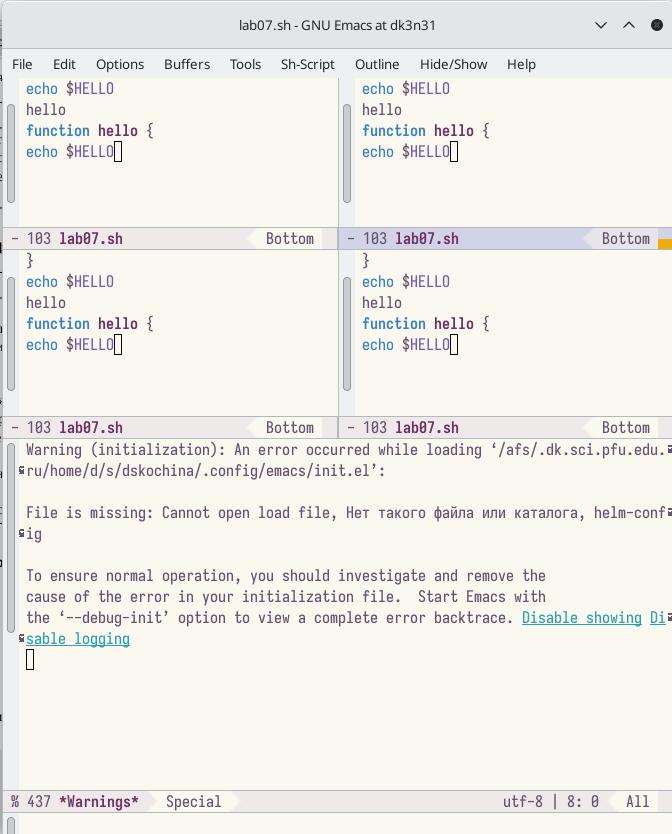 lab07.sh - GNU Emacs at dk3n31
File Edit Options Buffers Tools Sh-Script Outline Hide/Show Help
echo $HELLO
hello
function hello {
echo $HELLO
- 103 lab07.sh Bottom
echo $HELLO
hello
function hello {
echo $HELLO
- 103 lab07.sh Bottom
}
echo $HELLO
hello
function hello {
echo $HELLO
- 103 lab07.sh Bottom
}
echo $HELLO
hello
function hello {
echo $HELLO
- 103 lab07.sh Bottom
Warning (initialization): An error occurred while loading ‘/afs/.dk.sci.pfu.edu.
ru/home/d/s/dskochina/.config/emacs/init.el’:
File is missing: Cannot open load file, Нет такого файла или каталога, helm-conf
ig
To ensure normal operation, you should investigate and remove the
cause of the error in your initialization file.  Start Emacs with
the ‘--debug-init’ option to view a complete error backtrace. Disable showing Di
sable logging
% 437 *Warnings* Special utf-8 | 8: 0 All